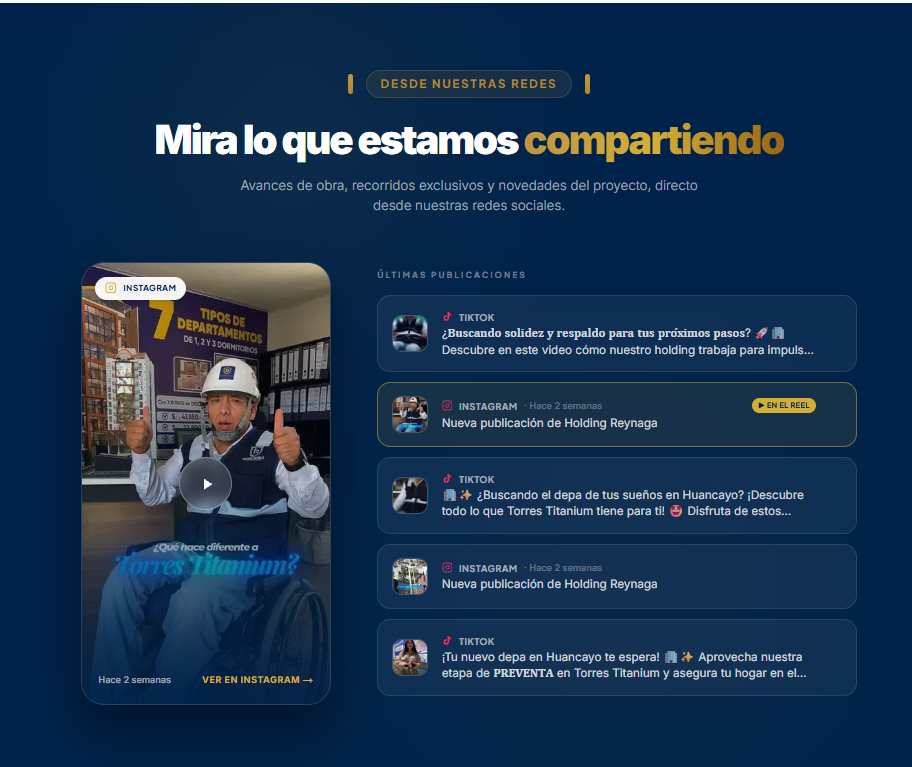 DESDE NUESTRAS REDES
Mira lo que estamos compartiendo
Avances de obra, recorridos exclusivos y novedades del proyecto, directo
desde nuestras redes sociales.
INSTAGRAM
7 TIPOS DE
DEPARTAMENTOS
DE 1, 2 Y 3 DORMITORIOS
¿Qué hace diferente a
Torres Titanium?
Hace 2 semanas
VER EN INSTAGRAM →
ÚLTIMAS PUBLICACIONES
TIKTOK
¿Buscando solidez y respaldo para tus próximos pasos? 🚀 🏢
Descubre en este video cómo nuestro holding trabaja para impuls...
INSTAGRAM · Hace 2 semanas
▶ EN EL REEL
Nueva publicación de Holding Reynaga
TIKTOK
🏢 ✨ ¿Buscando el depa de tus sueños en Huancayo? ¡Descubre
todo lo que Torres Titanium tiene para ti! 🤩 Disfruta de estos...
INSTAGRAM · Hace 2 semanas
Nueva publicación de Holding Reynaga
TIKTOK
¡Tu nuevo depa en Huancayo te espera! 🏢 ✨ Aprovecha nuestra
etapa de PREVENTA en Torres Titanium y asegura tu hogar en el...